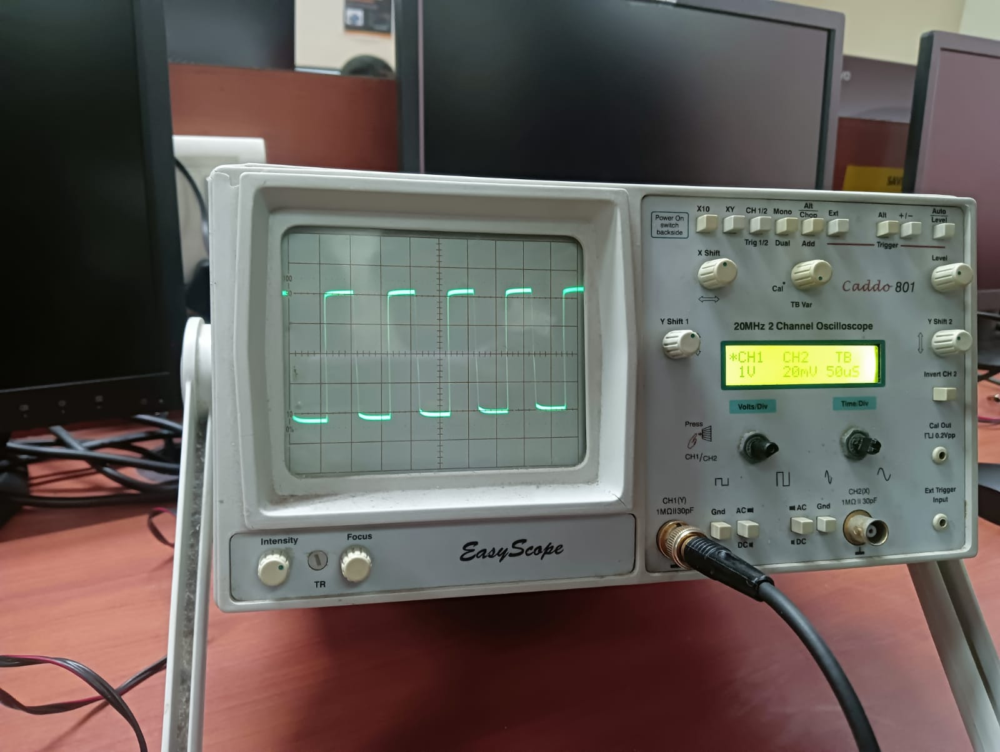 SAV
X10
XY
CH 1/2
Mono
Alt
Chop
Ext
Alt
+/−
Auto
Level
Power On
switch
backside
Trig 1/2
Dual
Add
Trigger
X Shift
Level
Cal
TB Var
Caddo 801
Y Shift 1
20MHz 2 Channel Oscilloscope
Y Shift 2
*CH1 CH2 TB
1V 20mV 50uS
Invert CH 2
Volts/Div
Time/Div
Press
CH1/CH2
Cal Out
0.2Vpp
CH1(Y)
1MΩII30pF
Gnd
AC
DC
AC
Gnd
DC
CH2(X)
1MΩ II 30pF
Ext Trigger
Input
100
10
0%
Intensity
Focus
TR
EasyScope